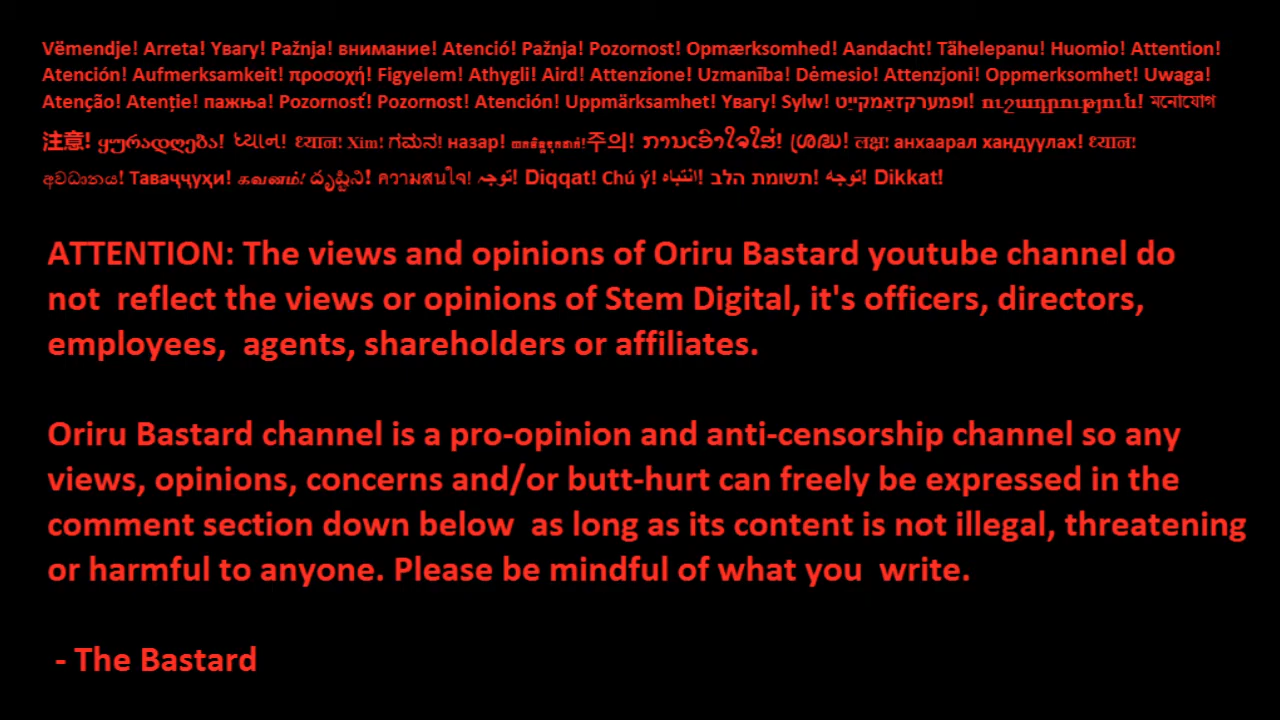 Vëmendje! Arreta! Увагу! Pažnja! внимание! Atenció! Pažnja! Pozornost! Opmærksomhed! Aandacht! Tähelepanu! Huomio! Attention!
Atención! Aufmerksamkeit! προσοχή! Figyelem! Athygli! Aird! Attenzione! Uzmanība! Dėmesio! Attenzjoni! Oppmerksomhet! Uwaga!
Atenção! Atenție! пажња! Pozornosť! Pozornost! Atención! Uppmärksamhet! Увагу! Sylw! ופמערקזאַמקייַט! ուշադրություն! মনোযোগ
注意! ყურადღება! ધ્યાન! ध्यान! Xim! ಗಮನ! назар! 주의! ການເອົາໃຈໃສ່! ശ്രദ്ധ! लक्ष! анхаарал хандуулах! ध्यान!
අවධානය! Таваҷҷуҳи! கவனம்! దృష్టిని! ความสนใจ! توجہ! Diqqat! Chú ý! انتباه! תשומת הלב! توجه! Dikkat!
ATTENTION: The views and opinions of Oriru Bastard youtube channel do
not  reflect the views or opinions of Stem Digital, it's officers, directors,
employees,  agents, shareholders or affiliates.
Oriru Bastard channel is a pro-opinion and anti-censorship channel so any
views, opinions, concerns and/or butt-hurt can freely be expressed in the
comment section down below  as long as its content is not illegal, threatening
or harmful to anyone. Please be mindful of what you  write.
- The Bastard